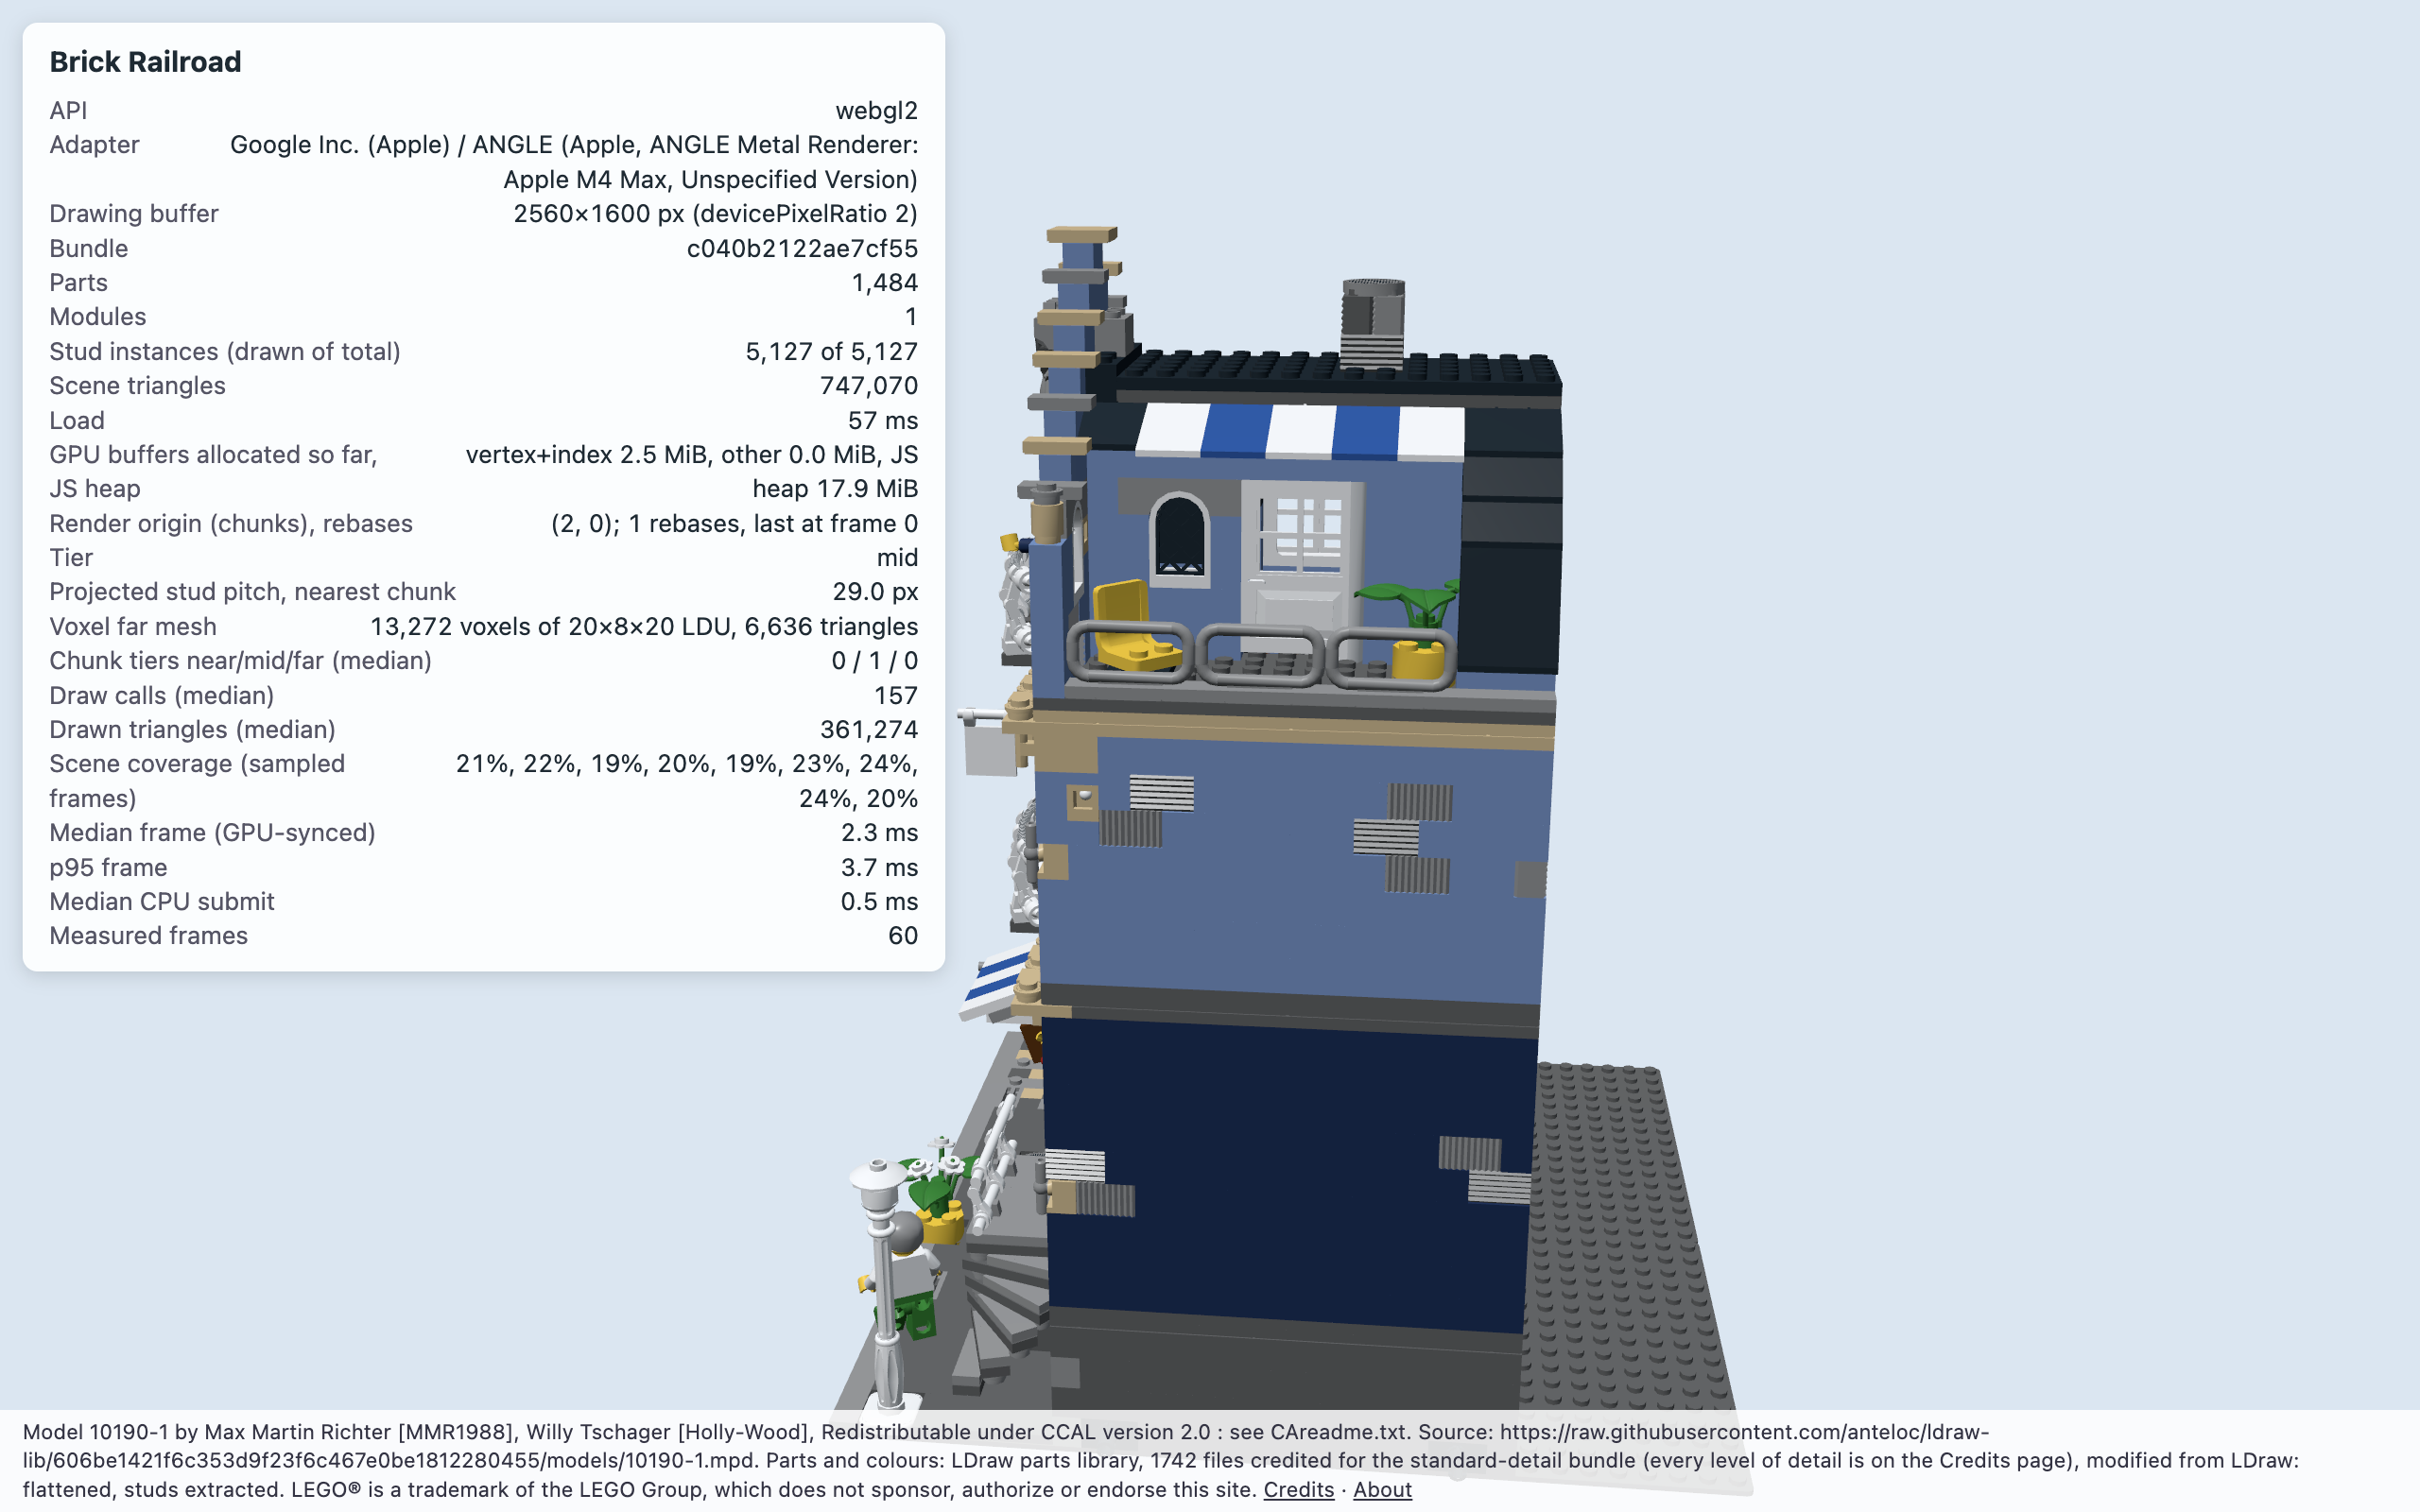 Brick Railroad
API webgl2
Adapter Google Inc. (Apple) / ANGLE (Apple, ANGLE Metal Renderer:
Apple M4 Max, Unspecified Version)
Drawing buffer 2560×1600 px (devicePixelRatio 2)
Bundle c040b2122ae7cf55
Parts 1,484
Modules 1
Stud instances (drawn of total) 5,127 of 5,127
Scene triangles 747,070
Load 57 ms
GPU buffers allocated so far, vertex+index 2.5 MiB, other 0.0 MiB, JS
JS heap heap 17.9 MiB
Render origin (chunks), rebases (2, 0); 1 rebases, last at frame 0
Tier mid
Projected stud pitch, nearest chunk 29.0 px
Voxel far mesh 13,272 voxels of 20×8×20 LDU, 6,636 triangles
Chunk tiers near/mid/far (median) 0 / 1 / 0
Draw calls (median) 157
Drawn triangles (median) 361,274
Scene coverage (sampled 21%, 22%, 19%, 20%, 19%, 23%, 24%,
frames) 24%, 20%
Median frame (GPU-synced) 2.3 ms
p95 frame 3.7 ms
Median CPU submit 0.5 ms
Measured frames 60
Model 10190-1 by Max Martin Richter [MMR1988], Willy Tschager [Holly-Wood], Redistributable under CCAL version 2.0 : see CAreadme.txt. Source: https://raw.githubusercontent.com/anteloc/ldraw-
lib/606be1421f6c353d9f23f6c467e0be1812280455/models/10190-1.mpd. Parts and colours: LDraw parts library, 1742 files credited for the standard-detail bundle (every level of detail is on the Credits page), modified from LDraw:
flattened, studs extracted. LEGO® is a trademark of the LEGO Group, which does not sponsor, authorize or endorse this site. Credits · About